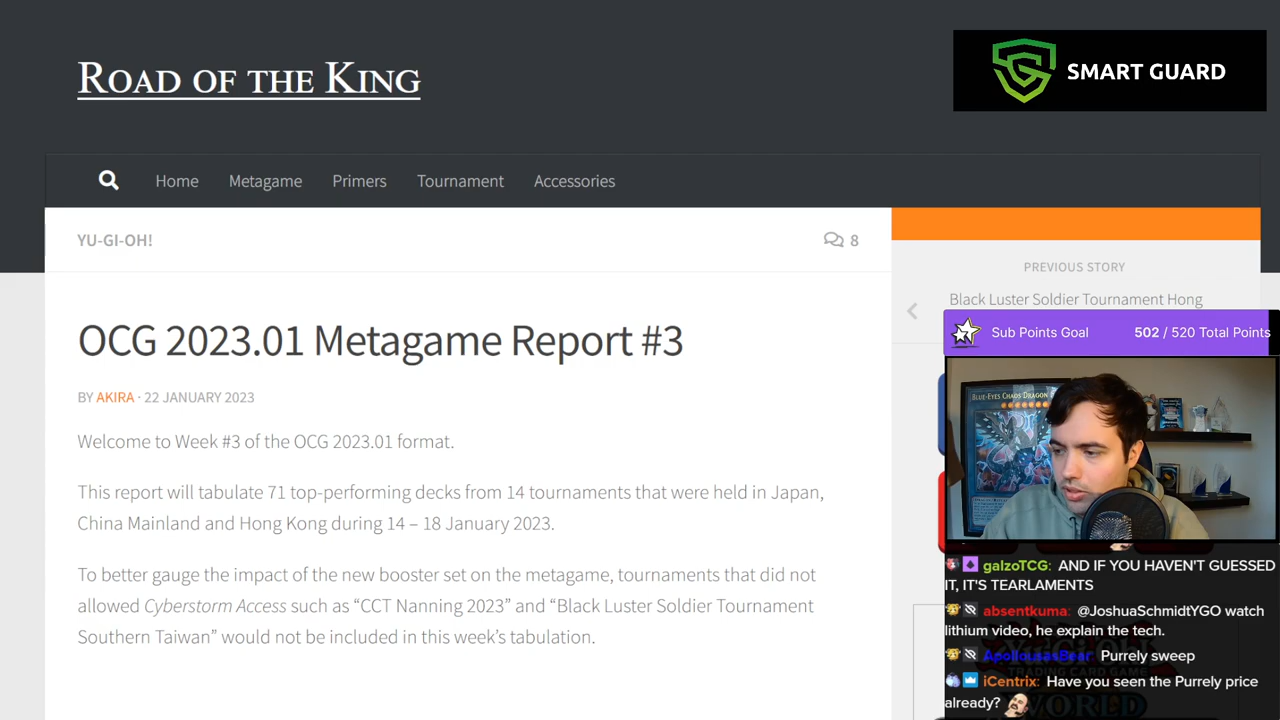 ROAD OF THE KING
SMART GUARD
Home Metagame Primers Tournament Accessories
YU-GI-OH!
8
OCG 2023.01 Metagame Report #3
BY AKIRA · 22 JANUARY 2023
Welcome to Week #3 of the OCG 2023.01 format.
This report will tabulate 71 top-performing decks from 14 tournaments that were held in Japan,
China Mainland and Hong Kong during 14 – 18 January 2023.
To better gauge the impact of the new booster set on the metagame, tournaments that did not
allowed Cyberstorm Access such as “CCT Nanning 2023” and “Black Luster Soldier Tournament
Southern Taiwan” would not be included in this week’s tabulation.
PREVIOUS STORY
Black Luster Soldier Tournament Hong
Sub Points Goal 502 / 520 Total Points
BLUE-EYES CHAOS DRAGON
galzoTCG: AND IF YOU HAVEN'T GUESSED
IT, IT'S TEARLAMENTS
absentkuma: @JoshuaSchmidtYGO watch
lithium video, he explain the tech.
ApollousasBear: Purrely sweep
iCentrix: Have you seen the Purrely price
already?